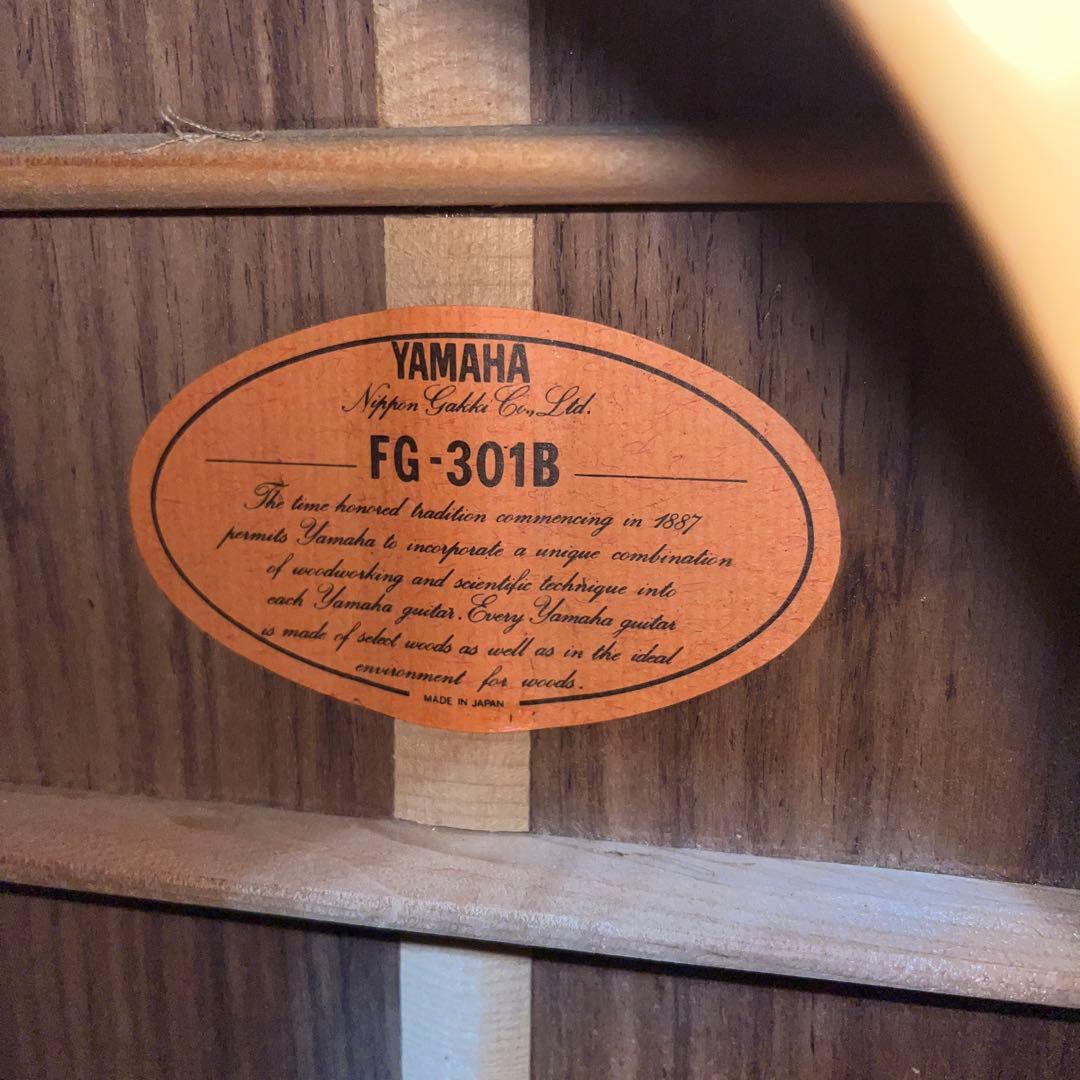 YAMAHA
Nippon Gakki Co., Ltd.
FG-301B
The time honored tradition commencing in 1887
permits Yamaha to incorporate a unique combination
of woodworking and scientific technique into
each Yamaha guitar. Every Yamaha guitar
is made of select woods as well as in the ideal
environment for woods.
MADE IN JAPAN